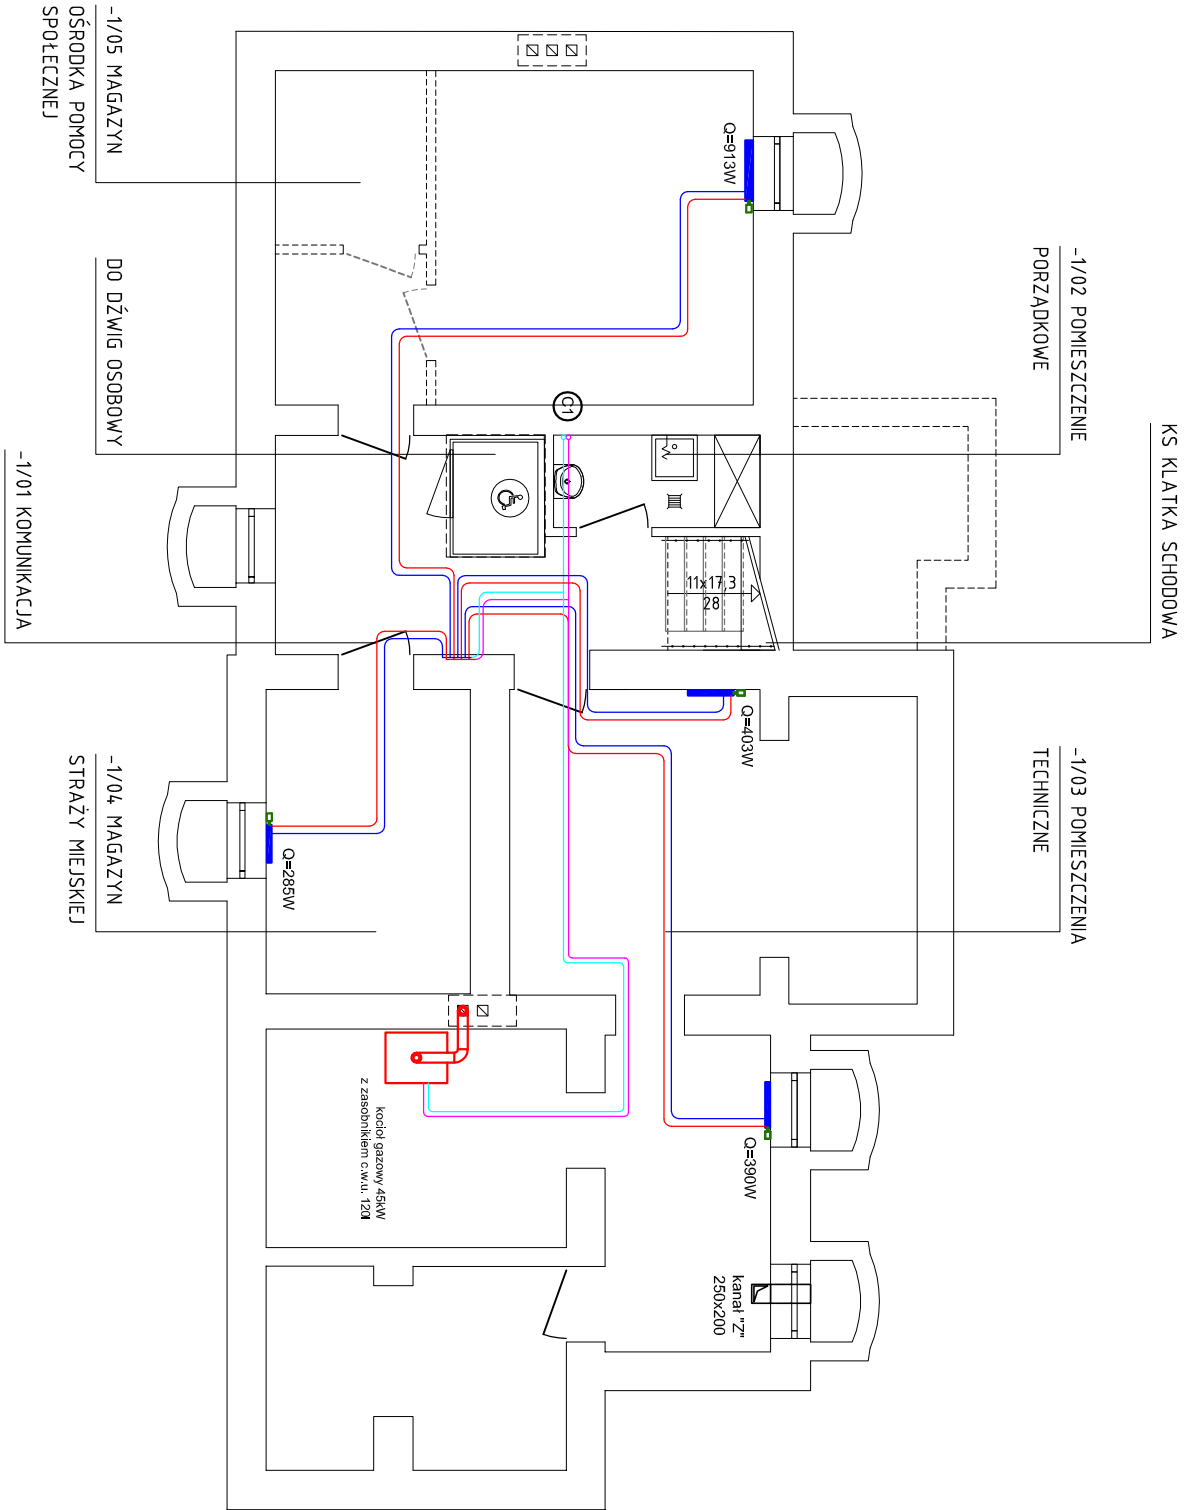 -1/05 MAGAZYN
OŚRODKA POMOCY
SPOŁECZNEJ
DO DŹWIG OSOBOWY
-1/01 KOMUNIKACJA
-1/04 MAGAZYN
STRAŻY MIEJSKIEJ
-1/02 POMIESZCZENIE
PORZĄDKOWE
KS KLATKA SCHODOWA
-1/03 POMIESZCZENIA
TECHNICZNE
Q=913W
C1
11x17,3
28
Q=403W
Q=285W
Q=390W
kocioł gazowy 45kW
z zasobnikiem c.w.u. 120l
kanał "Z"
250x200